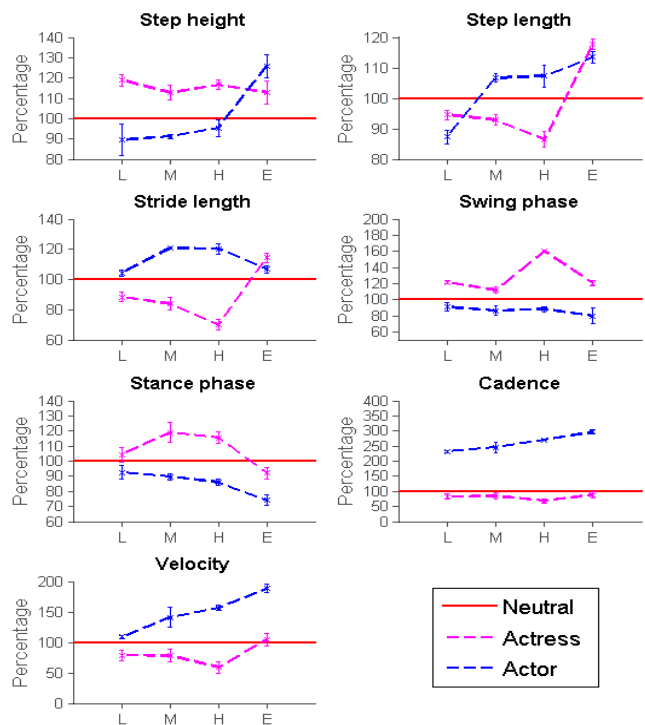 Step height
Percentage
140
130
120
110
100
90
80
L M H E
Step length
Percentage
120
110
100
90
80
L M H E
Stride length
Percentage
140
120
100
80
60
L M H E
Swing phase
Percentage
200
180
160
140
120
100
80
60
L M H E
Stance phase
Percentage
140
130
120
110
100
90
80
70
60
L M H E
Cadence
Percentage
400
350
300
250
200
150
100
50
0
L M H E
Velocity
Percentage
200
150
100
50
0
L M H E
Neutral
Actress
Actor